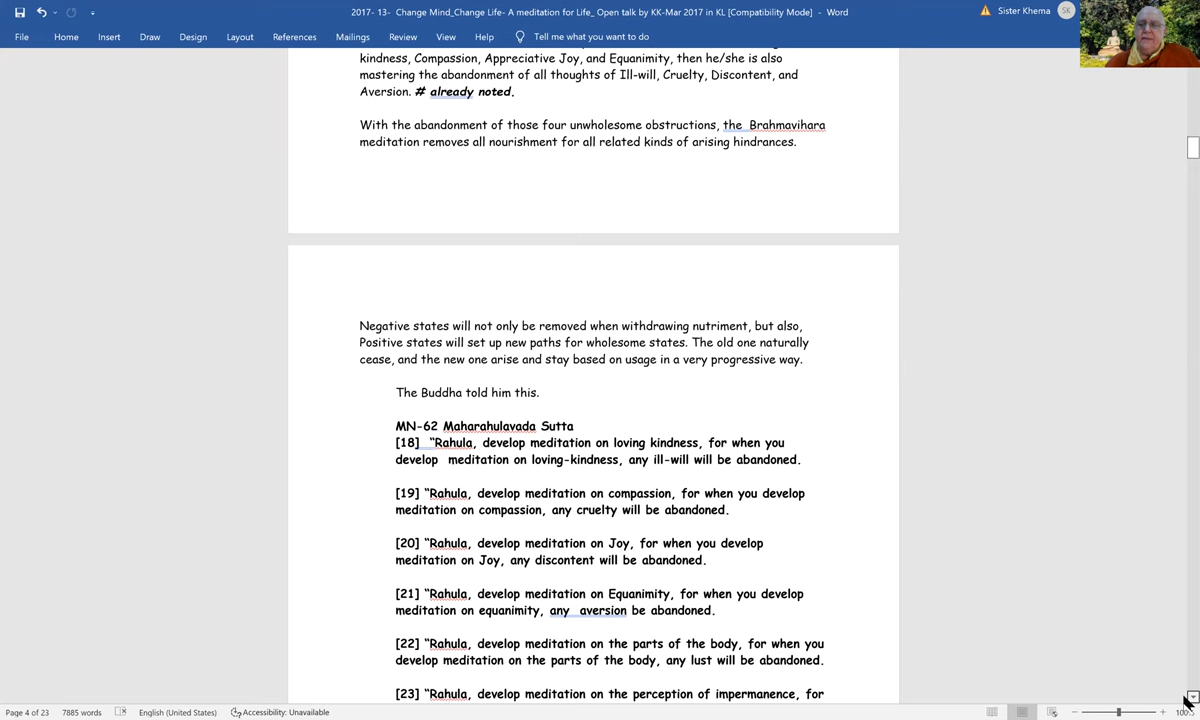 2017- 13- Change Mind_Change Life- A meditation for Life_ Open talk by KK-Mar 2017 in KL [Compatibility Mode] - Word
Sister Khema
SK
File Home Insert Draw Design Layout References Mailings Review View Help Tell me what you want to do
kindness, Compassion, Appreciative Joy, and Equanimity, then he/she is also
mastering the abandonment of all thoughts of Ill-will, Cruelty, Discontent, and
Aversion. # already noted.
With the abandonment of those four unwholesome obstructions, the Brahmavihara
meditation removes all nourishment for all related kinds of arising hindrances.
Negative states will not only be removed when withdrawing nutriment, but also,
Positive states will set up new paths for wholesome states. The old one naturally
cease, and the new one arise and stay based on usage in a very progressive way.
The Buddha told him this.
MN-62 Maharahulavada Sutta
[18] “Rahula, develop meditation on loving kindness, for when you
develop meditation on loving-kindness, any ill-will will be abandoned.
[19] “Rahula, develop meditation on compassion, for when you develop
meditation on compassion, any cruelty will be abandoned.
[20] “Rahula, develop meditation on Joy, for when you develop
meditation on Joy, any discontent will be abandoned.
[21] “Rahula, develop meditation on Equanimity, for when you develop
meditation on equanimity, any aversion be abandoned.
[22] “Rahula, develop meditation on the parts of the body, for when you
develop meditation on the parts of the body, any lust will be abandoned.
[23] “Rahula, develop meditation on the perception of impermanence, for
Page 4 of 23 7885 words English (United States) Accessibility: Unavailable